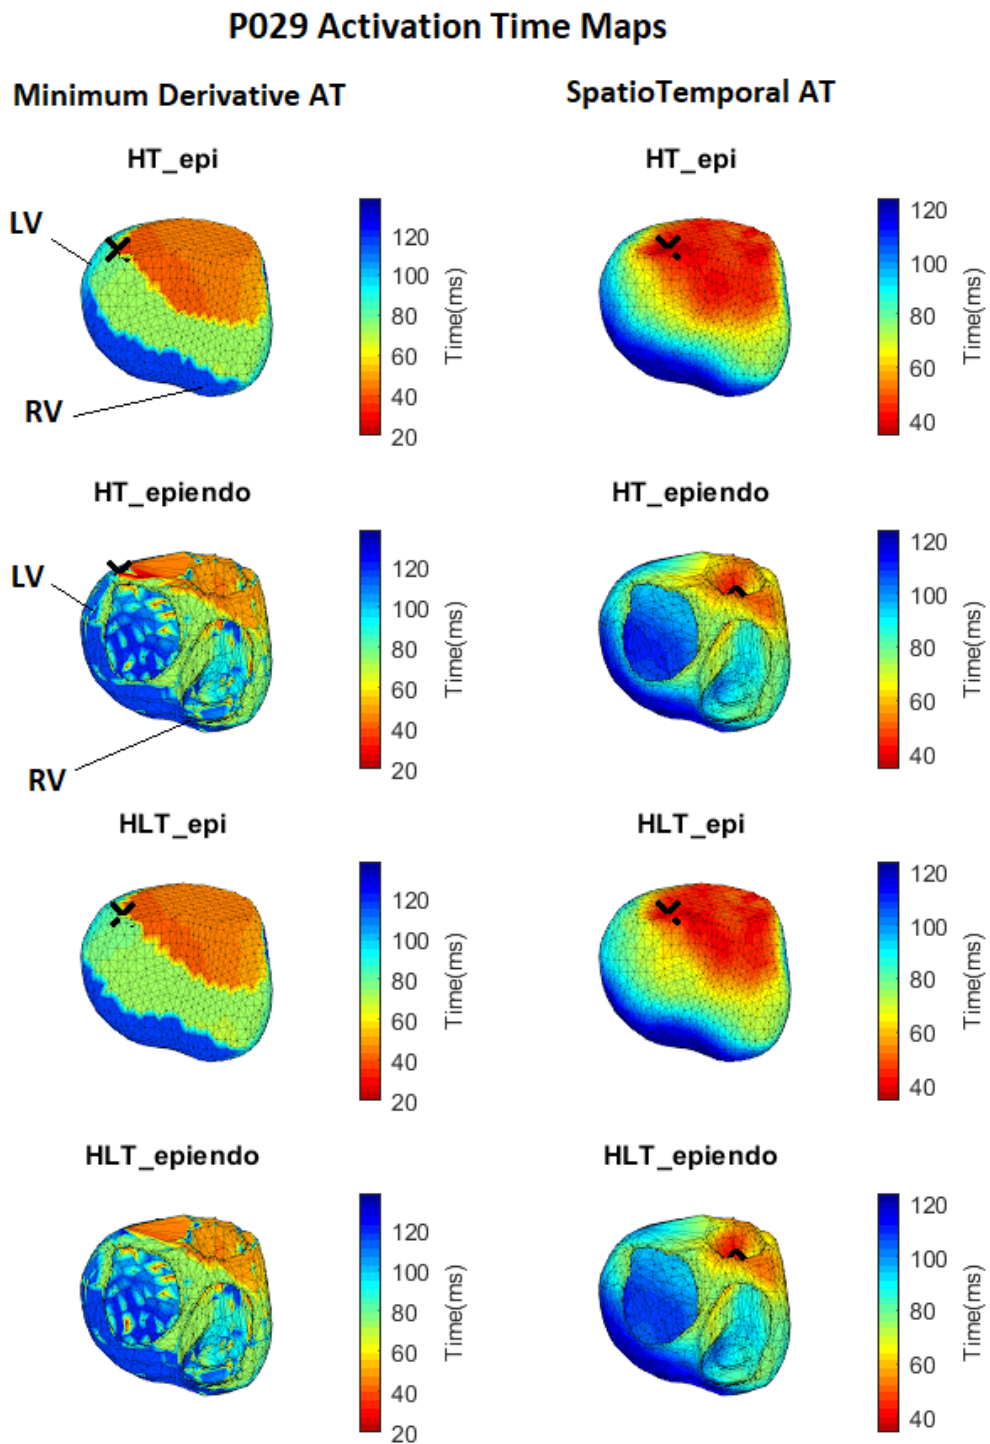 P029 Activation Time Maps
Minimum Derivative AT
SpatioTemporal AT
HT_epi
HT_epi
LV
RV
120
100
80
60
40
20
Time(ms)
120
100
80
60
40
Time(ms)
HT_epiendo
HT_epiendo
LV
RV
120
100
80
60
40
20
Time(ms)
120
100
80
60
40
Time(ms)
HLT_epi
HLT_epi
120
100
80
60
40
20
Time(ms)
120
100
80
60
40
Time(ms)
HLT_epiendo
HLT_epiendo
120
100
80
60
40
20
Time(ms)
120
100
80
60
40
Time(ms)